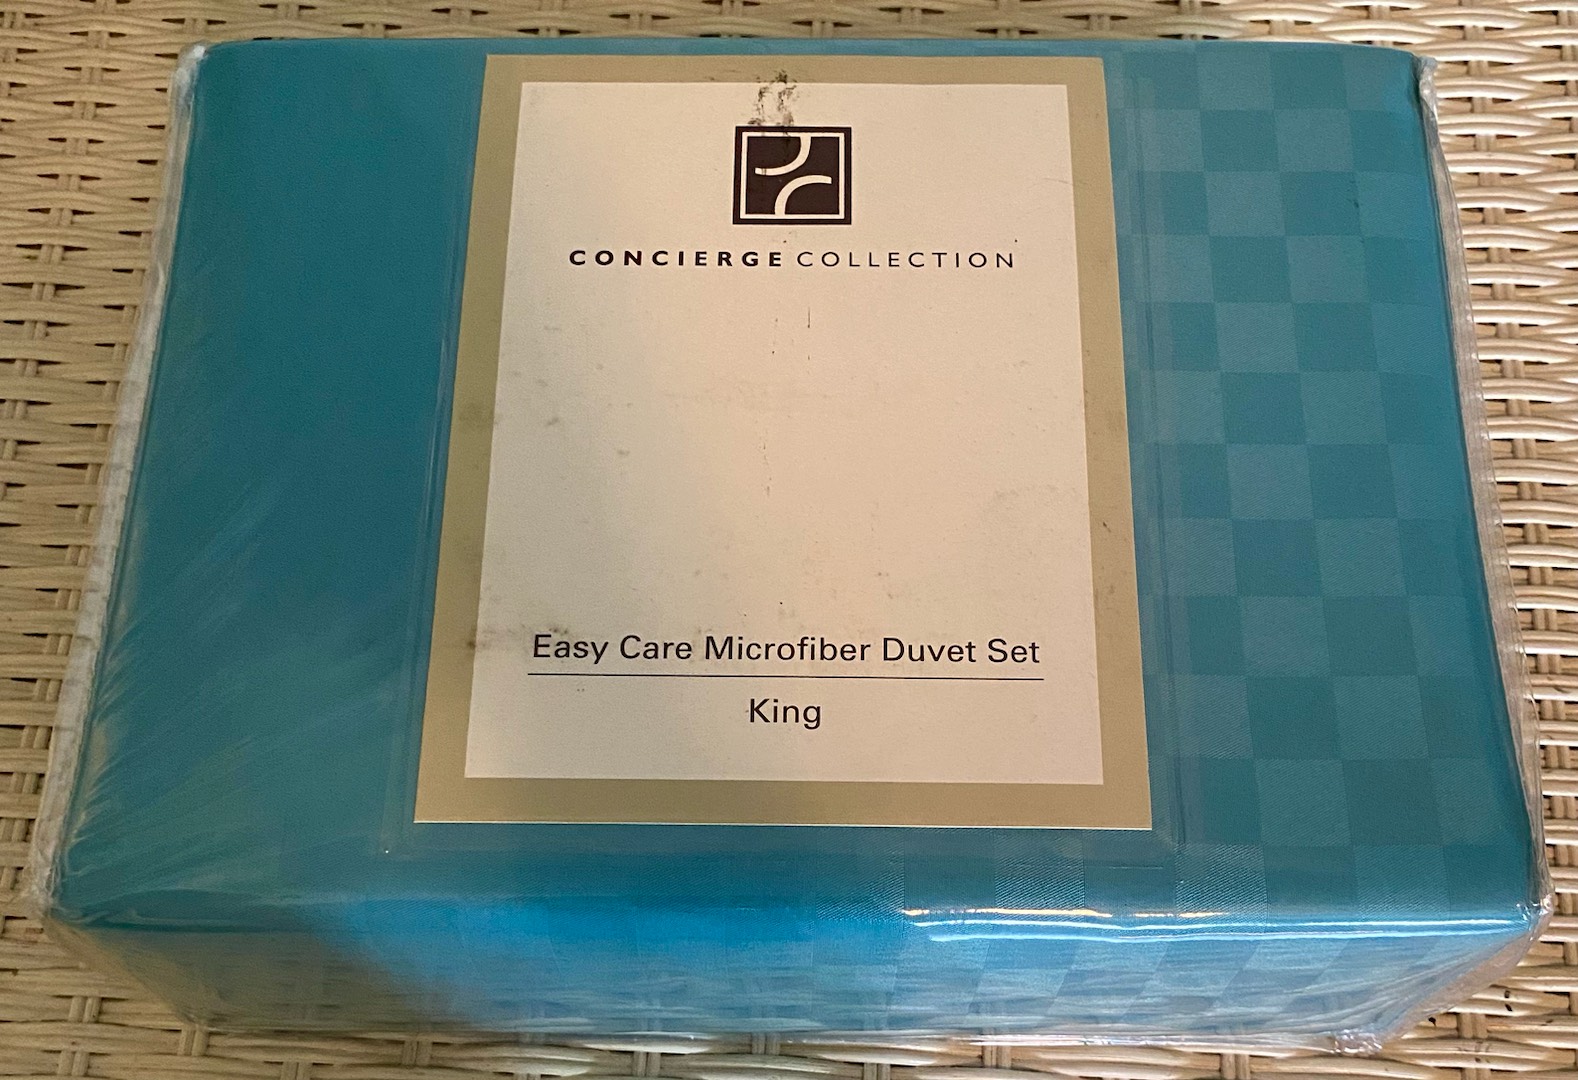 CONCIERGE COLLECTION
Easy Care Microfiber Duvet Set
King